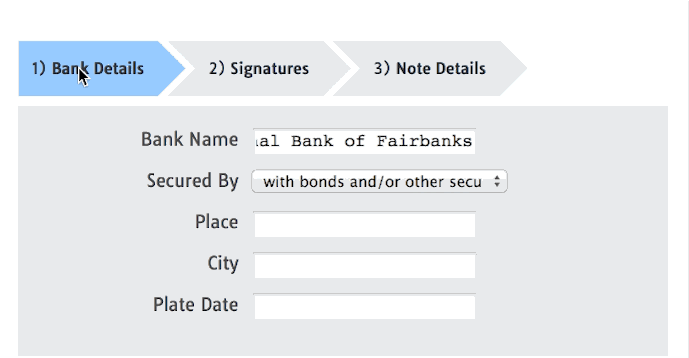 1) Bank Details 2) Signatures 3) Note Details
Bank Name al Bank of Fairbanks
Secured By with bonds and/or other secu
Place
City
Plate Date